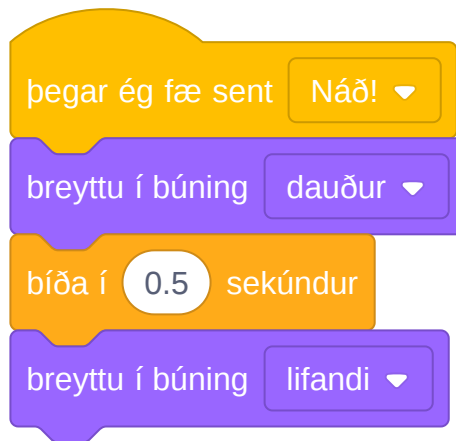 þegar ég fæ sent Náð!
breyttu í búning dauður
bíða í 0.5 sekúndur
breyttu í búning lifandi